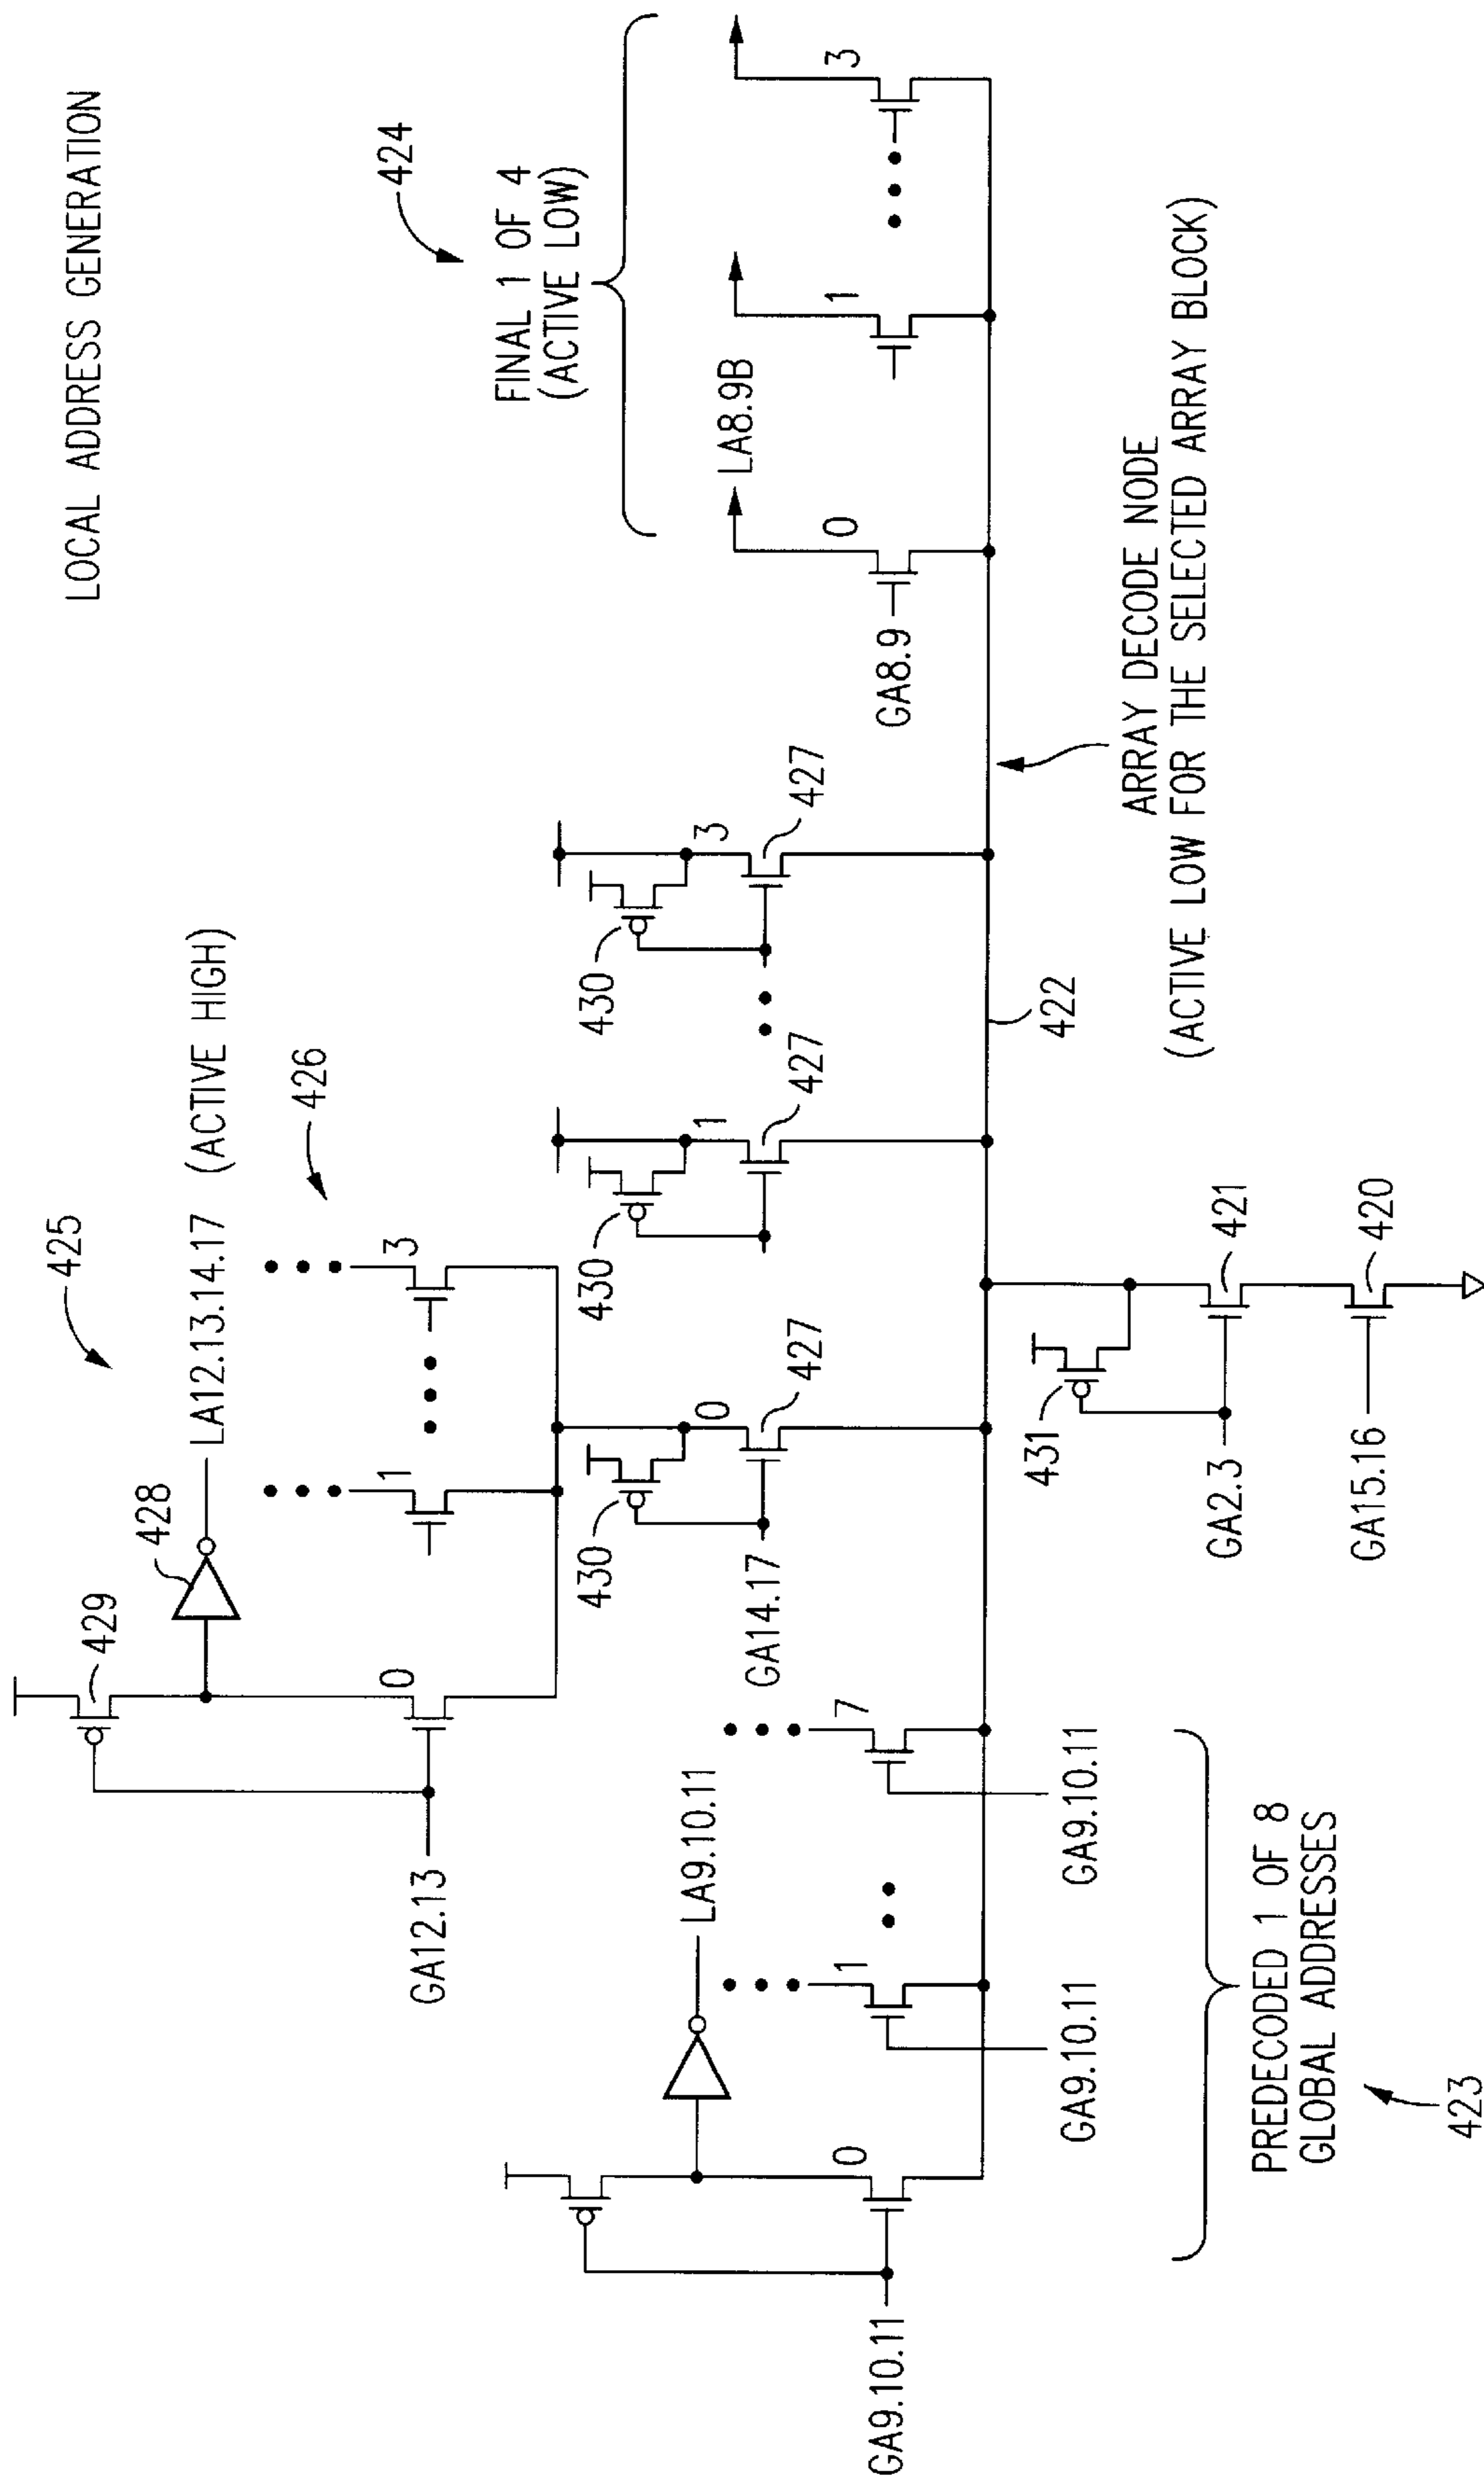 LOCAL ADDRESS GENERATION
425
LA12.13.14.17 (ACTIVE HIGH)
429
428
426
0
1
3
GA12.13
424
FINAL 1 OF 4
(ACTIVE LOW)
430
0
427
GA14.17
430
1
427
430
3
427
LA8.9B
0
1
3
GA8.9
LA9.10.11
0
1
7
GA9.10.11
GA9.10.11
GA9.10.11
PREDECODED 1 OF 8
GLOBAL ADDRESSES
423
431
GA2.3
421
GA15.16
420
422
ARRAY DECODE NODE
(ACTIVE LOW FOR THE SELECTED ARRAY BLOCK)